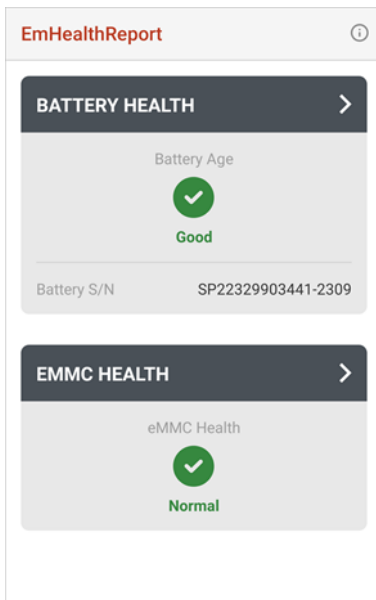 EmHealthReport
BATTERY HEALTH
Battery Age
Good
Battery S/N SP22329903441-2309
EMMC HEALTH
eMMC Health
Normal